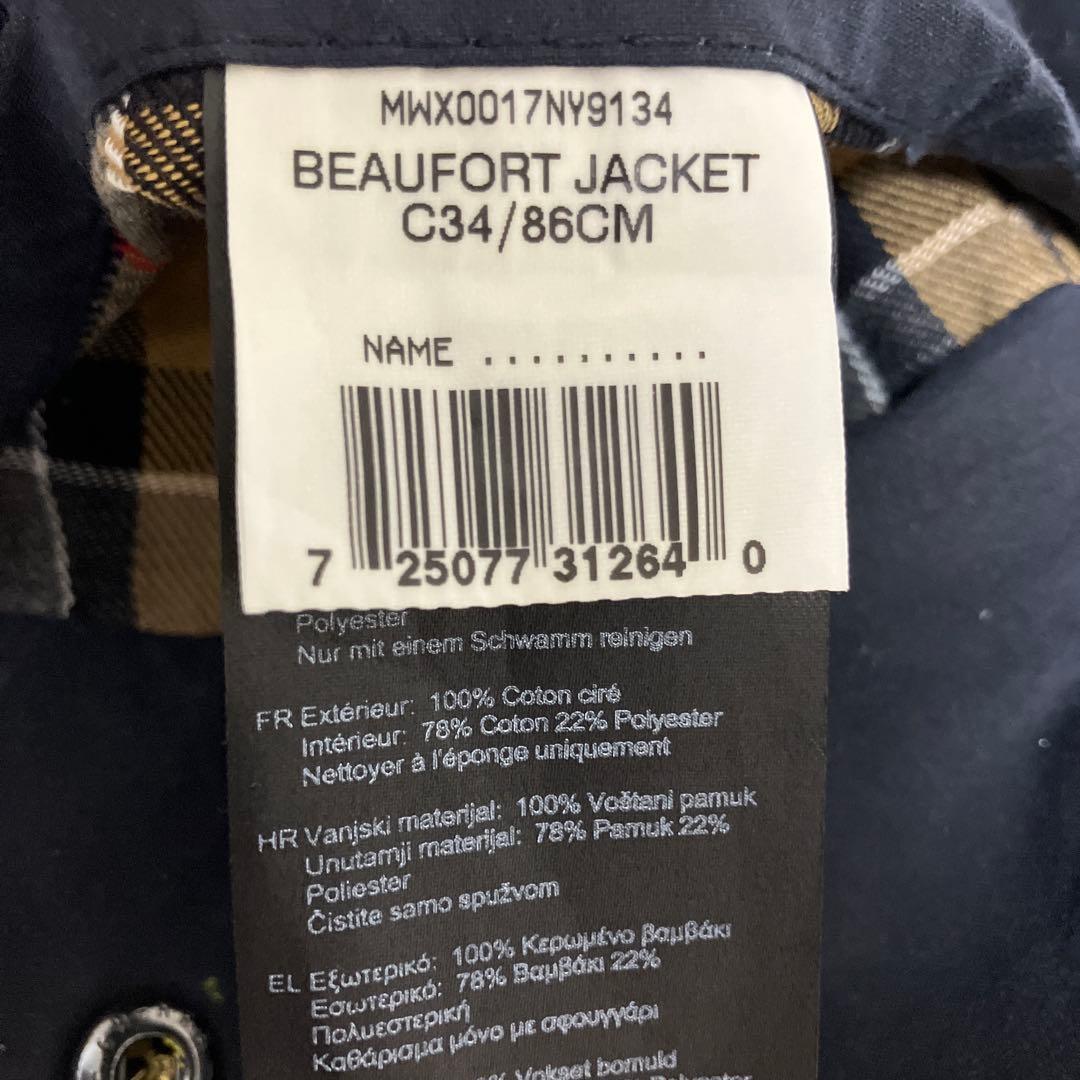 MWX0017NY9134
BEAUFORT JACKET
C34/86CM
NAME ...........
7 25077 31264 0
Polyester
Nur mit einem Schwamm reinigen
FR Extérieur: 100% Coton ciré
Intérieur: 78% Coton 22% Polyester
Nettoyer à l'éponge uniquement
HR Vanjski materijal: 100% Voštani pamuk
Unutarnji materijal: 78% Pamuk 22%
Poliester
Čistite samo spužvom
EL Εξωτερικό: 100% Κερωμένο βαμβάκι
Εσωτερικό: 78% Βαμβάκι 22%
Πολυεστερική
Καθάρισμα μόνο με σφουγγάρι
Vokset bomuld
Polyester